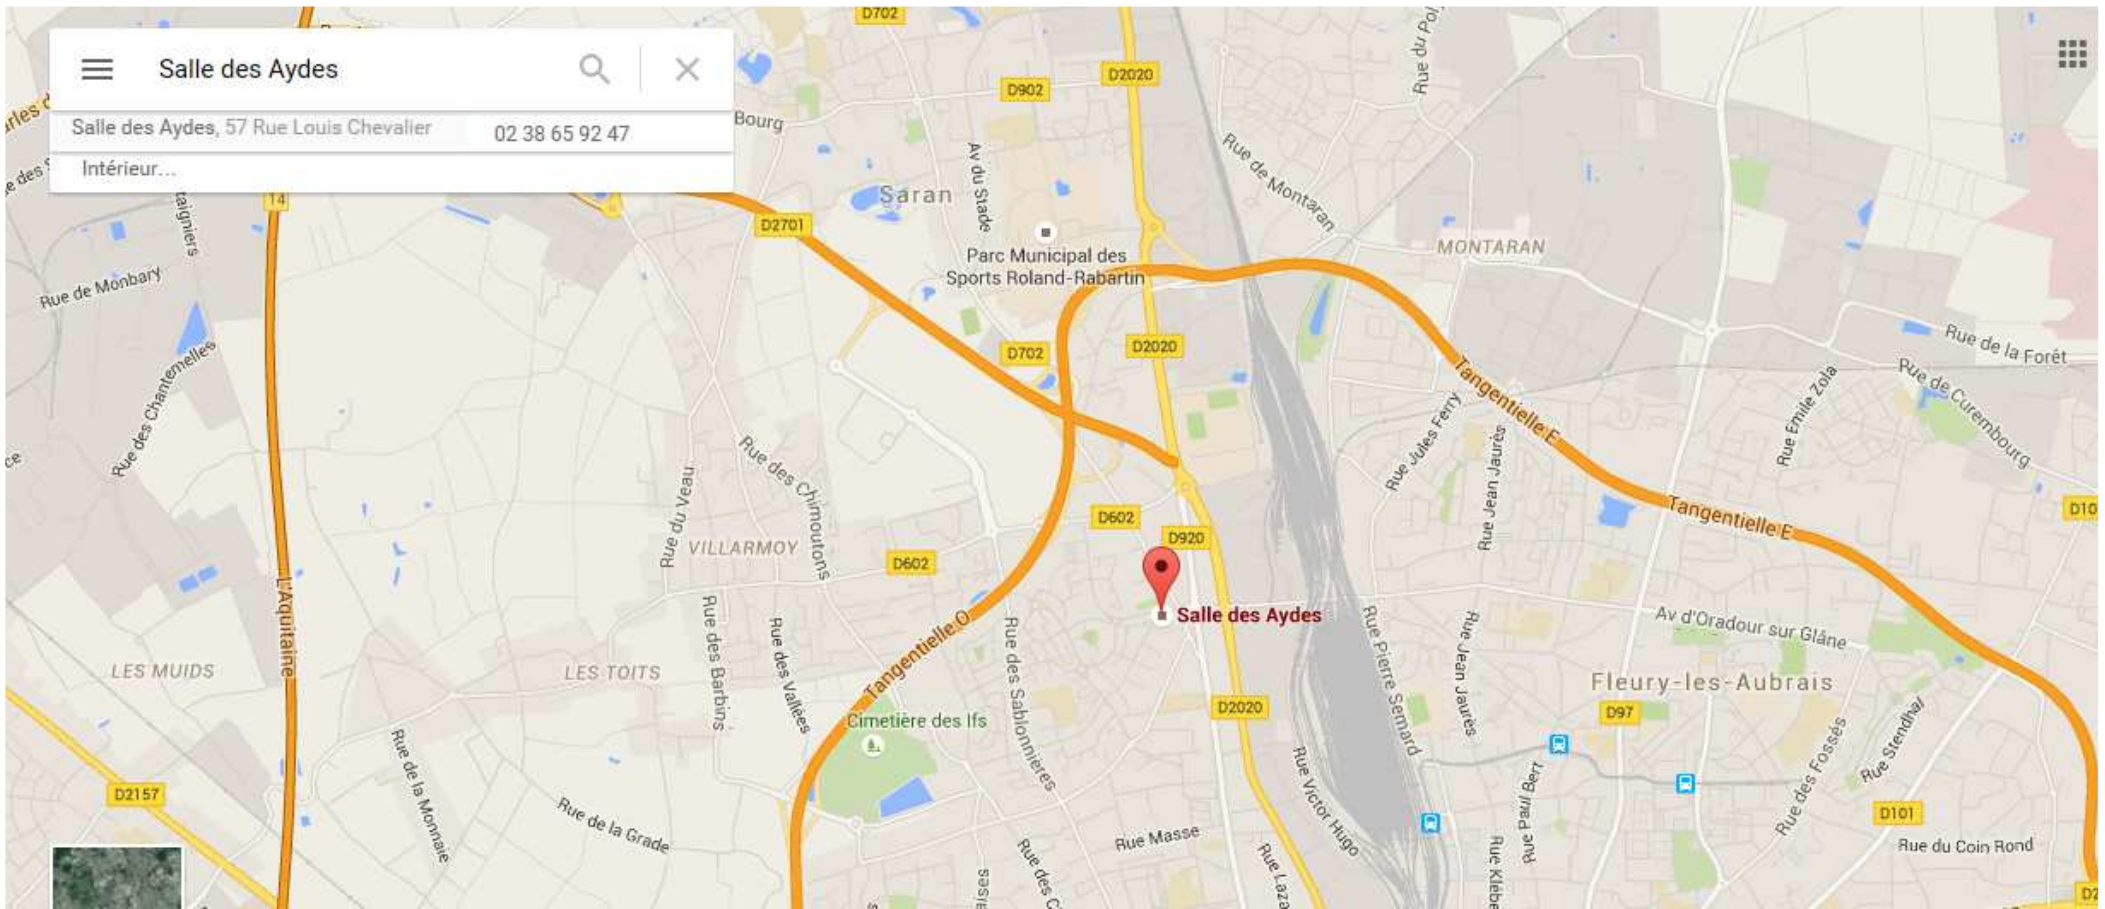 D702
Salle des Aydes
Salle des Aydes, 57 Rue Louis Chevalier
02 38 65 92 47
Intérieur...
D2020
D902
Bourg
Rue de Montaran
Av du Stade
Saran
14
D2701
Parc Municipal des
Sports Roland-Rabartin
MONTARAN
Rue de Monbary
D702
D2020
Rue de la Forêt
Rue des Chantemelles
Tangentielle E
Rue Emile Zola
Rue de Curembourg
Rue Jules Ferry
Rue Jean Jaurès
Rue des Chimoutons
Rue du Veau
Tangentielle E
D602
D920
VILLARMOY
D602
L'Aquitaine
Salle des Aydes
Rue des Barbins
Rue des Vallées
Tangentielle O
Rue des Sablonnières
Rue Pierre Semard
Rue Jean Jaurès
Av d'Oradour sur Glâne
LES MUIDS
LES TOITS
Fleury-les-Aubrais
D2020
D97
Cimetière des Ifs
Rue Stendhal
Rue des Fossés
Rue de la Monnaie
Rue Victor Hugo
Rue Paul Bert
D2157
Rue de la Grade
D101
Rue Masse
Rue du Coin Rond